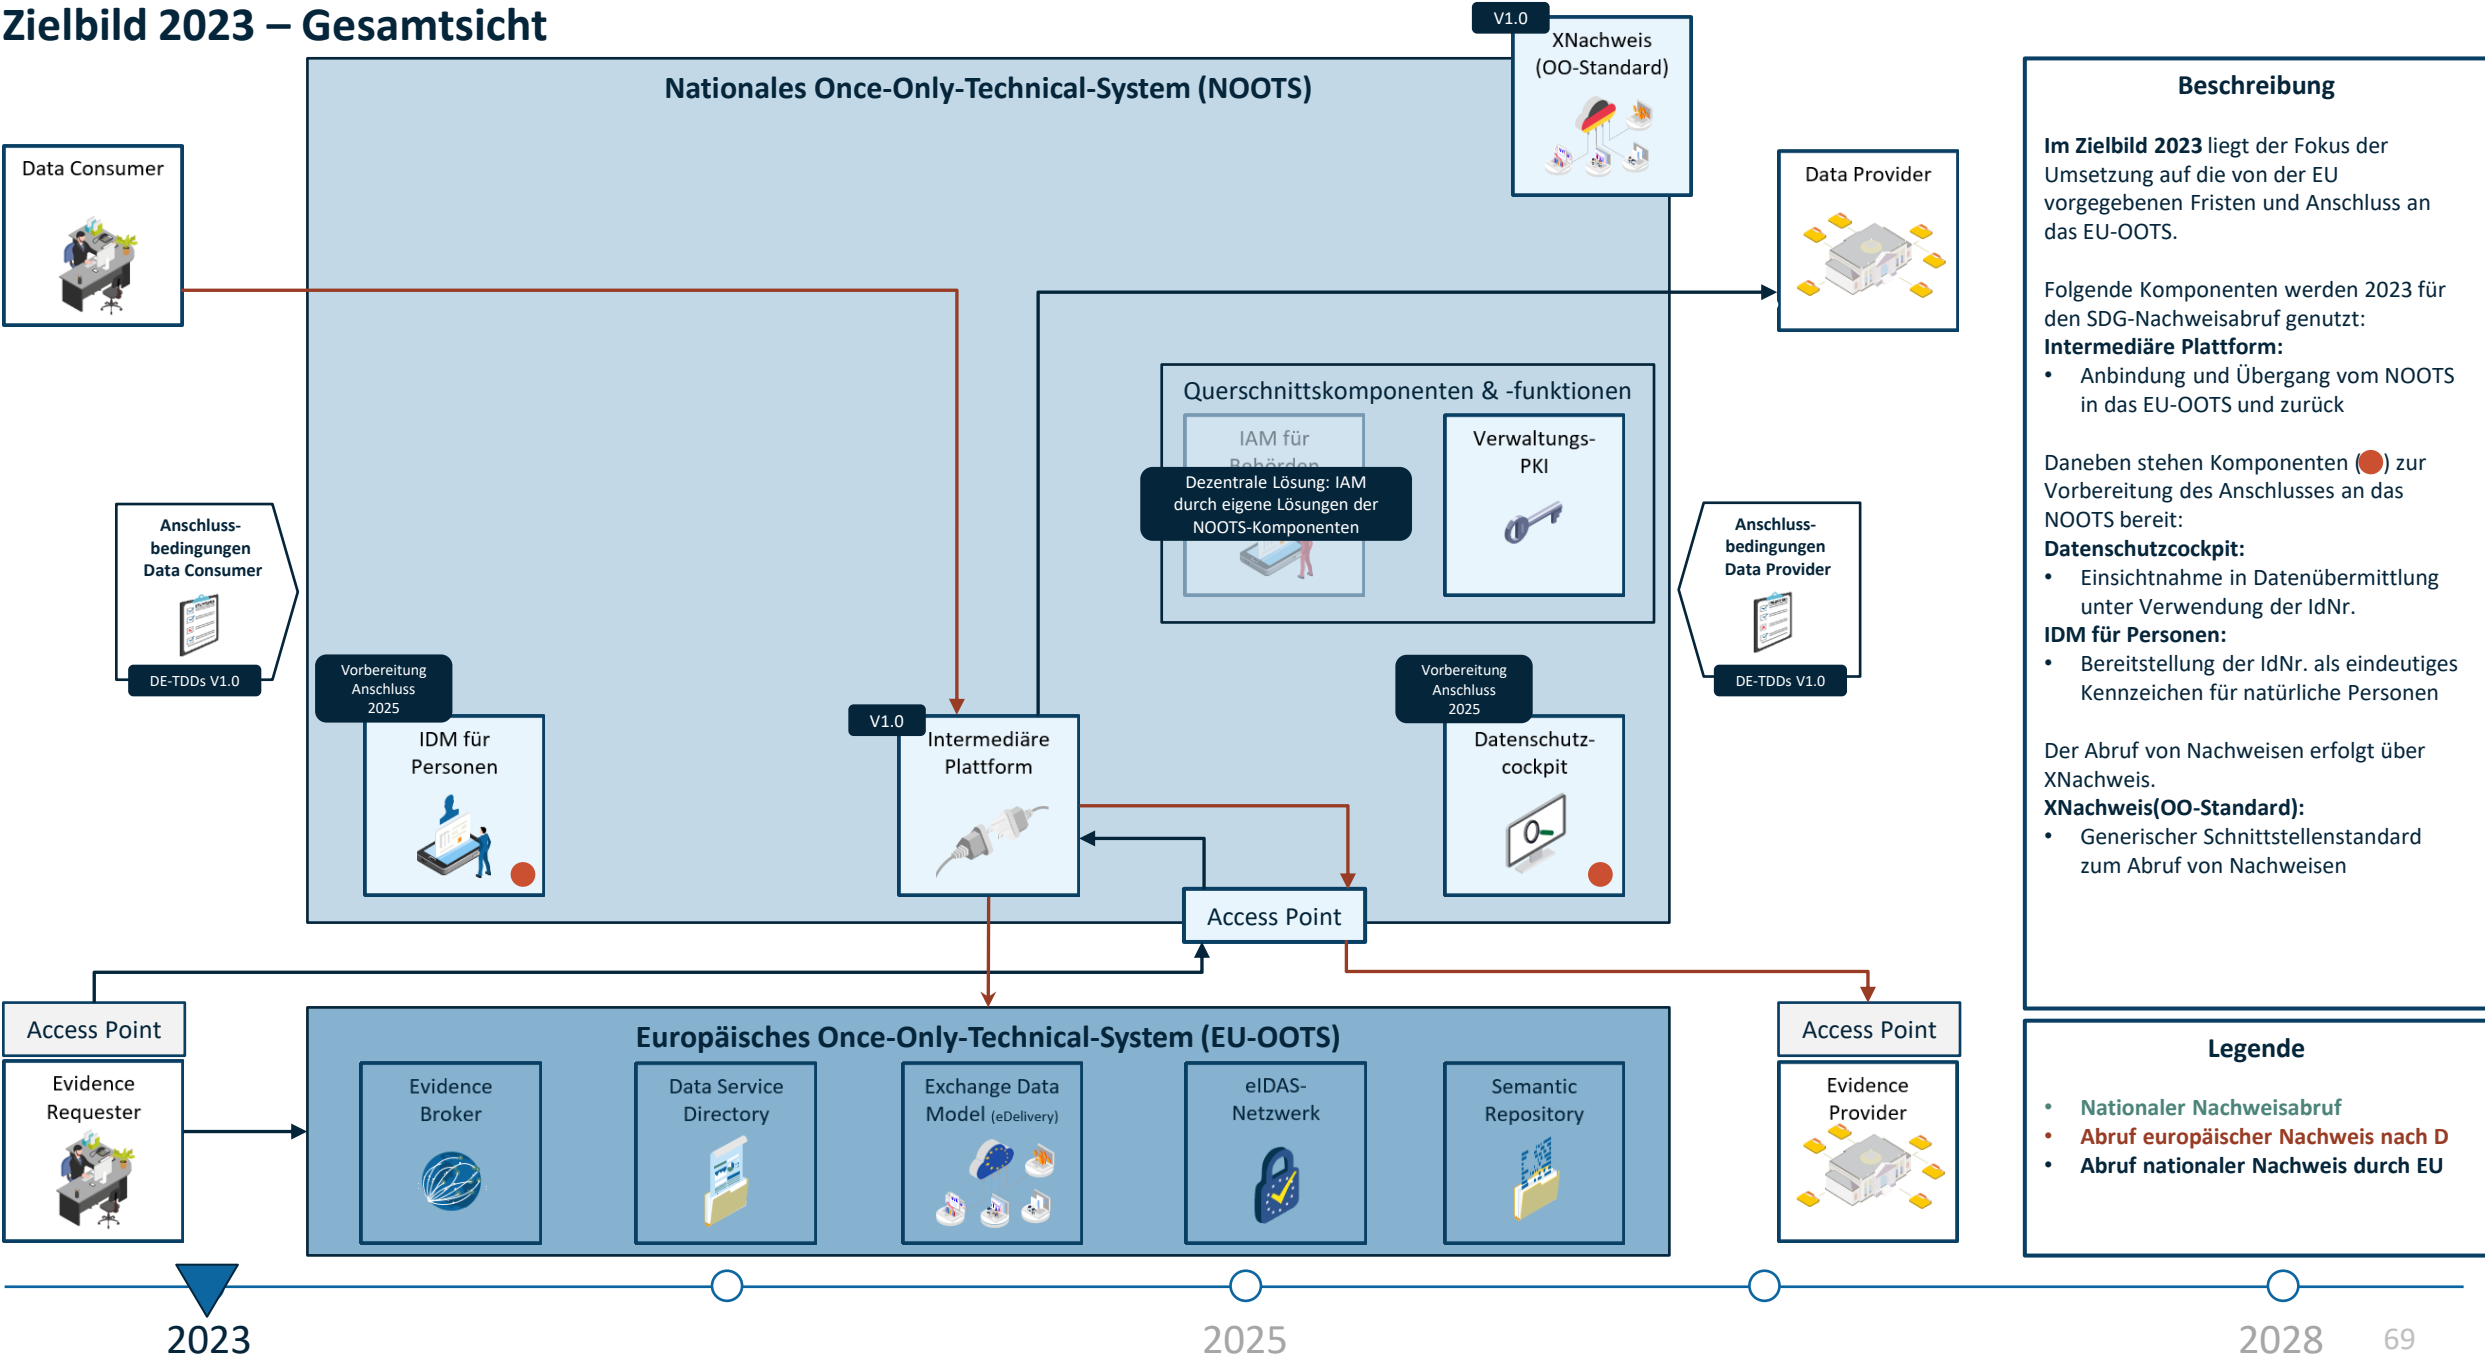 Zielbild 2023 – Gesamtsicht
V1.0
XNachweis
(OO-Standard)
Nationales Once-Only-Technical-System (NOOTS)
Data Consumer
Data Provider
Querschnittskomponenten & -funktionen
IAM für
Behörden
Dezentrale Lösung: IAM
durch eigene Lösungen der
NOOTS-Komponenten
Verwaltungs-
PKI
Anschluss-
bedingungen
Data Consumer
DE-TDDs V1.0
Anschluss-
bedingungen
Data Provider
DE-TDDs V1.0
Vorbereitung
Anschluss
2025
IDM für
Personen
V1.0
Intermediäre
Plattform
Vorbereitung
Anschluss
2025
Datenschutz-
cockpit
Access Point
Access Point
Evidence
Requester
Europäisches Once-Only-Technical-System (EU-OOTS)
Evidence
Broker
Data Service
Directory
Exchange Data
Model (eDelivery)
eIDAS-
Netzwerk
Semantic
Repository
Access Point
Evidence
Provider
Beschreibung
Im Zielbild 2023 liegt der Fokus der
Umsetzung auf die von der EU
vorgegebenen Fristen und Anschluss an
das EU-OOTS.
Folgende Komponenten werden 2023 für
den SDG-Nachweisabruf genutzt:
Intermediäre Plattform:
• Anbindung und Übergang vom NOOTS
in das EU-OOTS und zurück
Daneben stehen Komponenten ( ) zur
Vorbereitung des Anschlusses an das
NOOTS bereit:
Datenschutzcockpit:
• Einsichtnahme in Datenübermittlung
unter Verwendung der IdNr.
IDM für Personen:
• Bereitstellung der IdNr. als eindeutiges
Kennzeichen für natürliche Personen
Der Abruf von Nachweisen erfolgt über
XNachweis.
XNachweis(OO-Standard):
• Generischer Schnittstellenstandard
zum Abruf von Nachweisen
Legende
• Nationaler Nachweisabruf
• Abruf europäischer Nachweis nach D
• Abruf nationaler Nachweis durch EU
2023
2025
2028
69